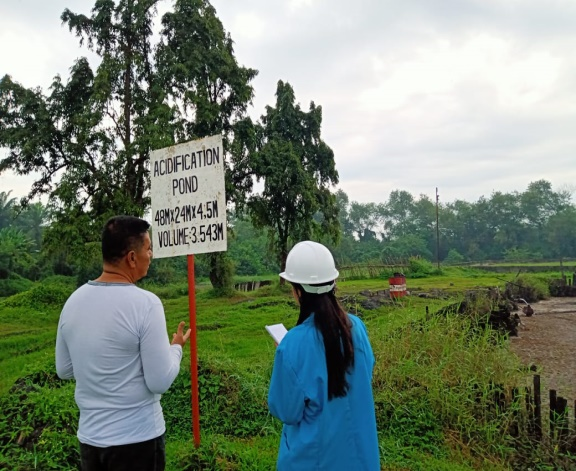 ACIDIFICATION
POND
48M×24M×4:5M
VOLUME:3.543M